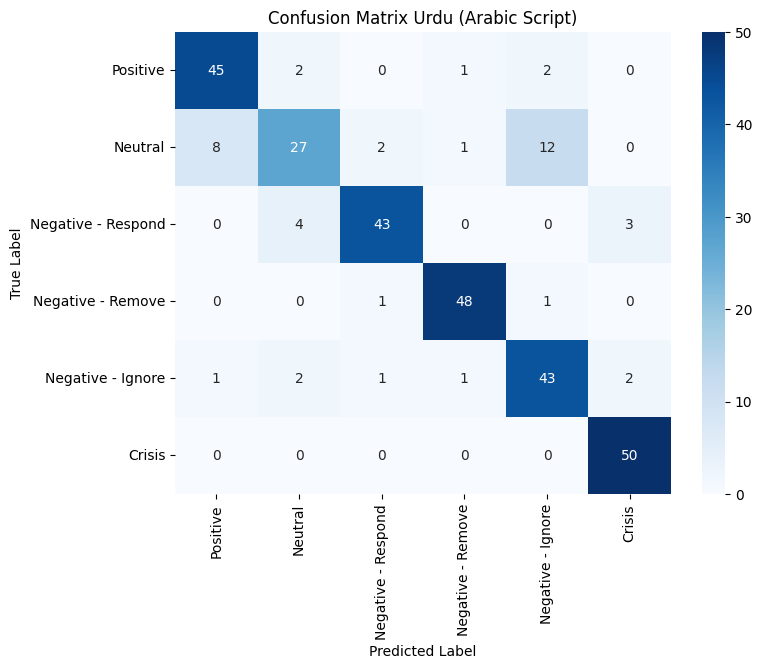 Confusion Matrix Urdu (Arabic Script)
Positive 45 2 0 1 2 0
Neutral 8 27 2 1 12 0
Negative - Respond 0 4 43 0 0 3
Negative - Remove 0 0 1 48 1 0
Negative - Ignore 1 2 1 1 43 2
Crisis 0 0 0 0 0 50
True Label
Positive
Neutral
Negative - Respond
Negative - Remove
Negative - Ignore
Crisis
Predicted Label
50
40
30
20
10
0